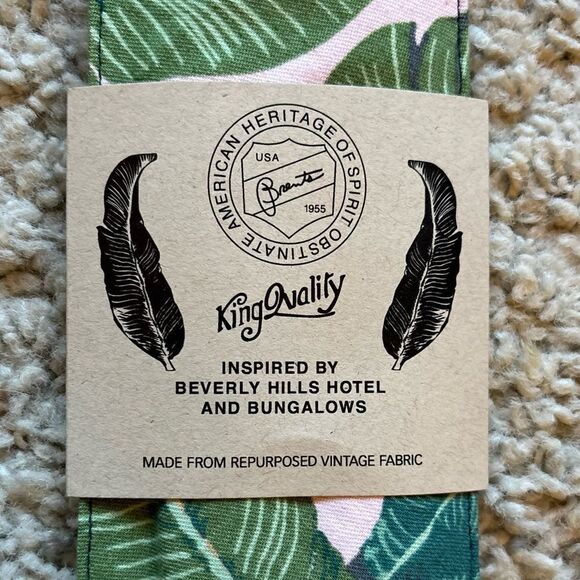 AMERICAN HERITAGE OF SPIRIT OBSTINATE
USA
Brents
1955
King Quality
INSPIRED BY
BEVERLY HILLS HOTEL
AND BUNGALOWS
MADE FROM REPURPOSED VINTAGE FABRIC